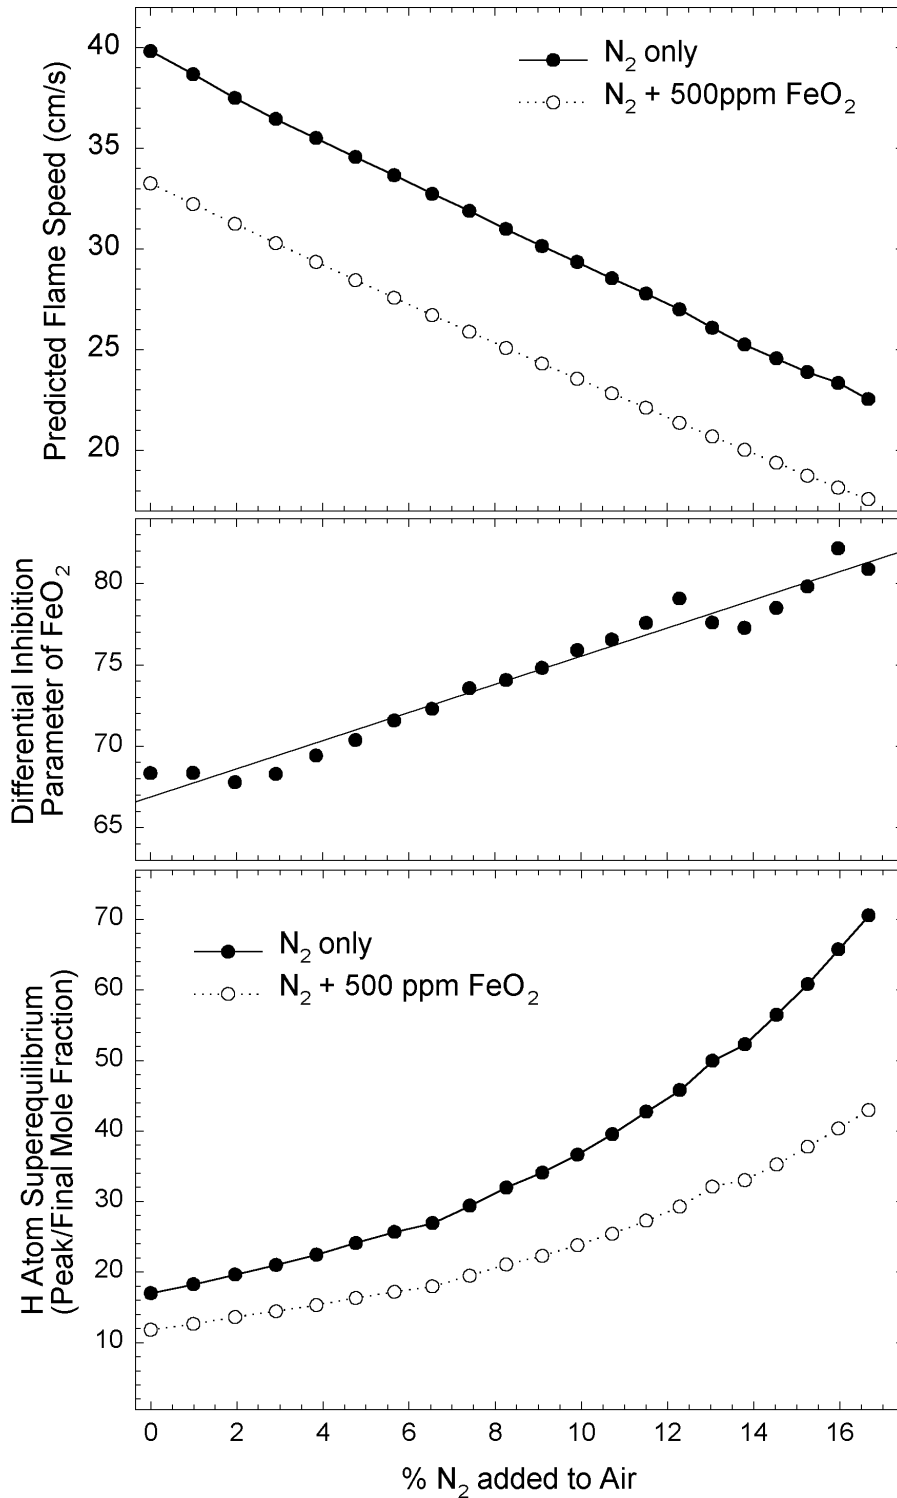 40
35
30
25
20
Predicted Flame Speed (cm/s)
N2 only
N2 + 500ppm FeO2
80
75
70
65
Differential Inhibition
Parameter of FeO2
70
60
50
40
30
20
10
H Atom Superequilibrium
(Peak/Final Mole Fraction)
N2 only
N2 + 500 ppm FeO2
0 2 4 6 8 10 12 14 16
% N2 added to Air